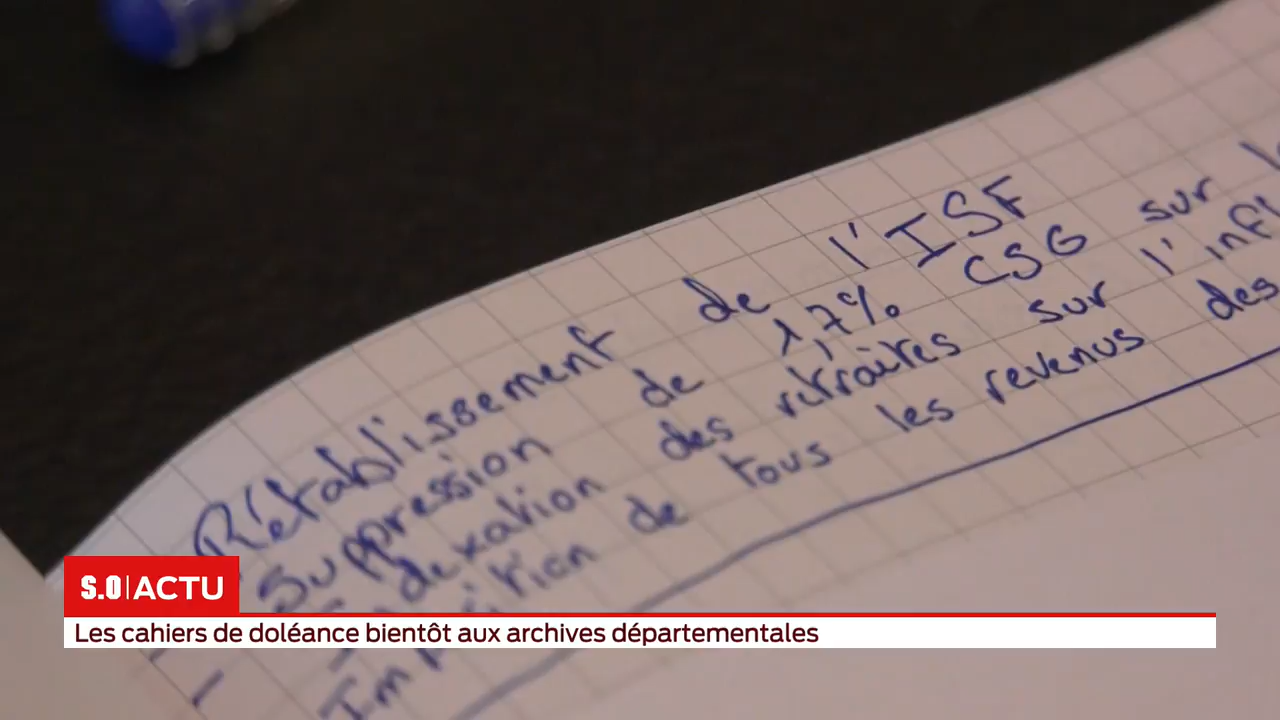 Rétablissement de l'ISF
Suppression de 1,7% CSG sur
Indexation des retraites sur l'infl
Imposition de tous les revenus des
S.O ACTU
Les cahiers de doléance bientôt aux archives départementales